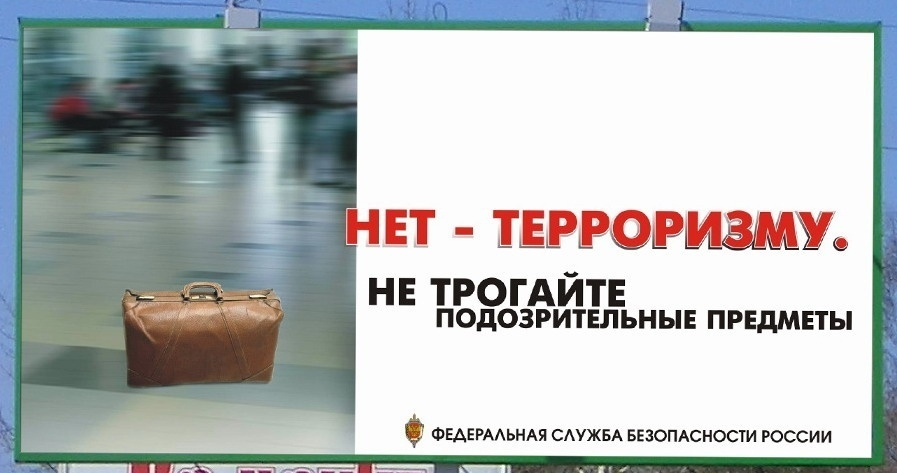 НЕТ - ТЕРРОРИЗМУ.
НЕ ТРОГАЙТЕ
ПОДОЗРИТЕЛЬНЫЕ ПРЕДМЕТЫ
ФЕДЕРАЛЬНАЯ СЛУЖБА БЕЗОПАСНОСТИ РОССИИ